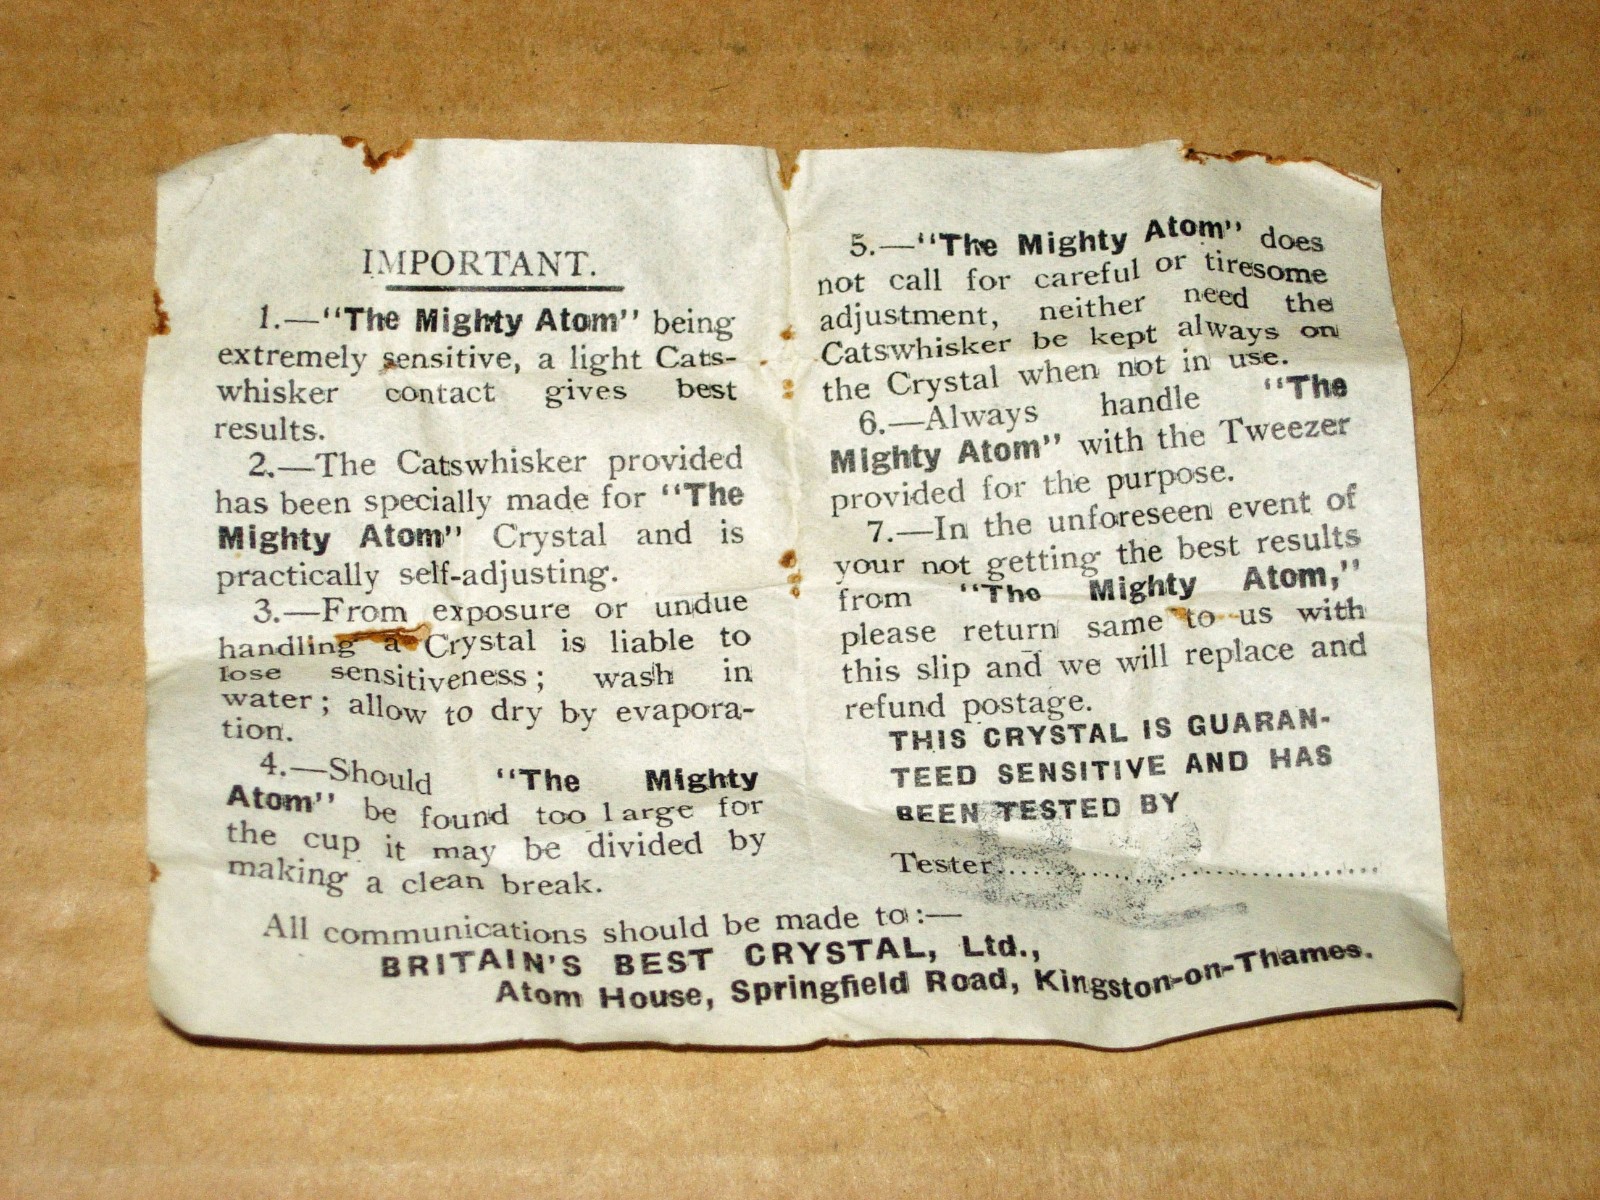 IMPORTANT.
1.—"The Mighty Atom" being
extremely sensitive, a light Cats-
whisker contact gives best
results.
2.—The Catswhisker provided
has been specially made for "The
Mighty Atom" Crystal and is
practically self-adjusting.
3.—From exposure or undue
handling a Crystal is liable to
lose sensitiveness; wash in
water; allow to dry by evapora-
tion.
4.—Should "The Mighty
Atom" be found too large for
the cup it may be divided by
making a clean break.
5.—"The Mighty Atom" does
not call for careful or tiresome
adjustment, neither need the
Catswhisker be kept always on
the Crystal when not in use.
6.—Always handle "The
Mighty Atom" with the Tweezer
provided for the purpose.
7.—In the unforeseen event of
your not getting the best results
from "The Mighty Atom,"
please return same to us with
this slip and we will replace and
refund postage.
THIS CRYSTAL IS GUARAN-
TEED SENSITIVE AND HAS
BEEN TESTED BY
Tester..............................
All communications should be made to:—
BRITAIN'S BEST CRYSTAL, Ltd.,
Atom House, Springfield Road, Kingston-on-Thames.